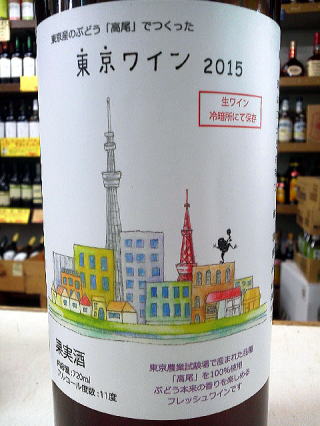 東京産のぶどう「高尾」でつくった
東京ワイン 2015
生ワイン
冷暗所にて保存
果実酒
内容量:720ml
アルコール度数:11度
東京農業試験場で産まれた品種
「高尾」を100%使用
ぶどう本来の香りを楽しめる
フレッシュワインです